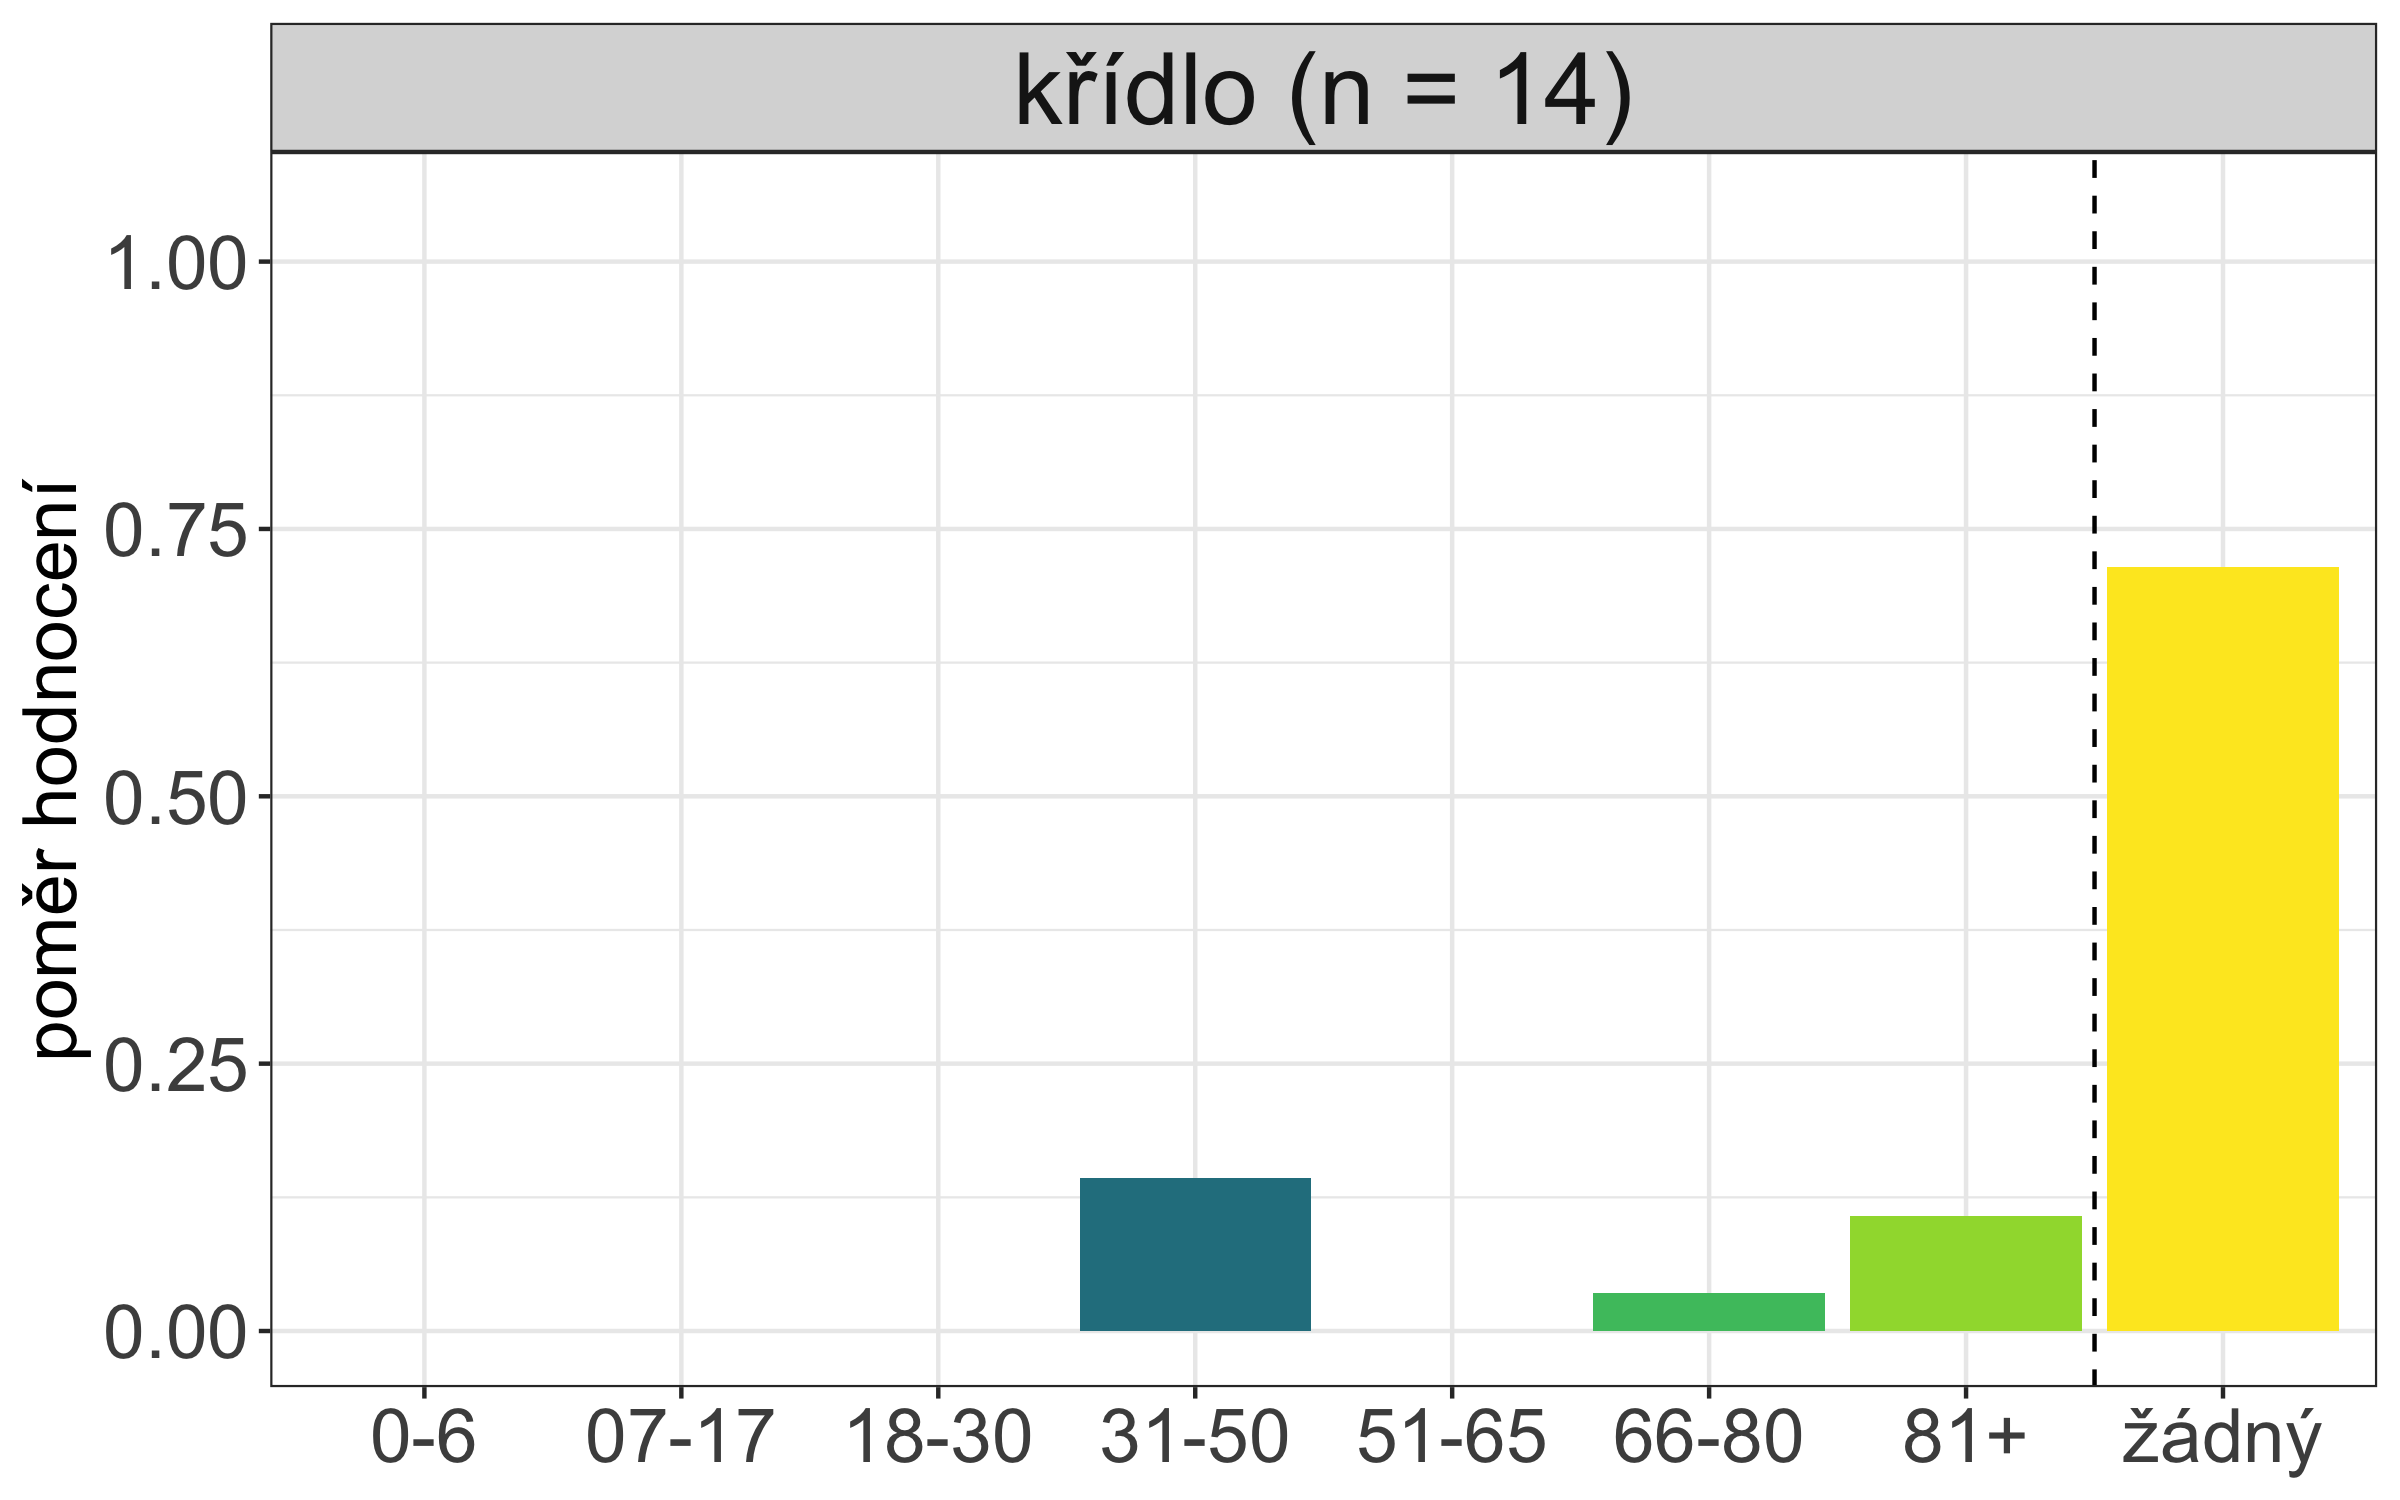 křídlo (n = 14)
poměr hodnocení
1.00
0.75
0.50
0.25
0.00
0-6 07-17 18-30 31-50 51-65 66-80 81+ žádný